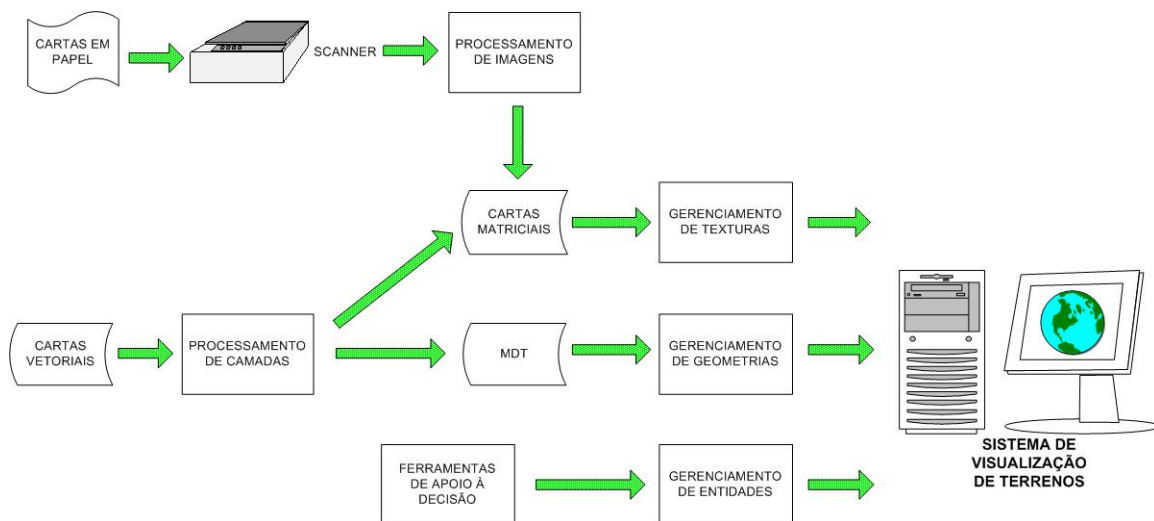 CARTAS EM
PAPEL
SCANNER
PROCESSAMENTO
DE IMAGENS
CARTAS
MATRICIAIS
GERENCIAMENTO
DE TEXTURAS
CARTAS
VETORIAIS
PROCESSAMENTO
DE CAMADAS
MDT
GERENCIAMENTO
DE GEOMETRIAS
SISTEMA DE
VISUALIZAÇÃO
DE TERRENOS
FERRAMENTAS
DE APOIO À
DECISÃO
GERENCIAMENTO
DE ENTIDADES